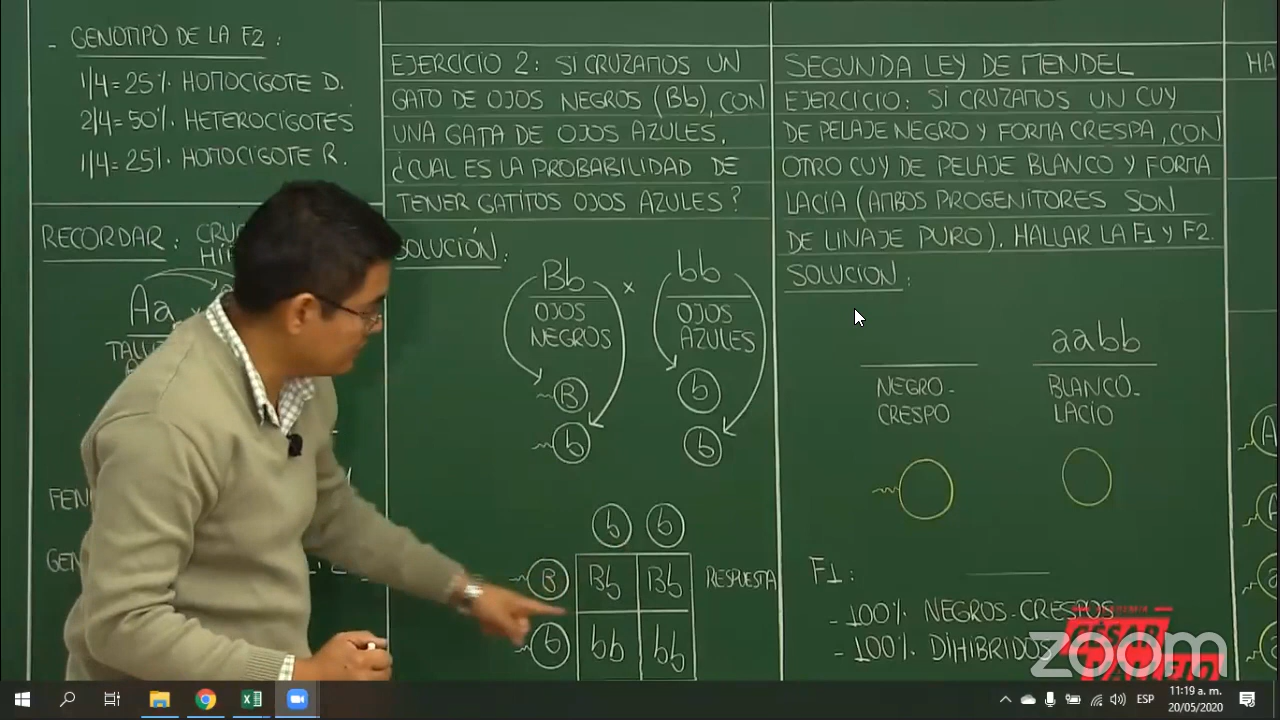 - GENOTIPO DE LA F2 :
1/4 = 25%. HOMOCÍGOTE D.
2/4 = 50%. HETEROCÍGOTES
1/4 = 25%. HOMOCÍGOTE R.
RECORDAR :
Aa
EJERCICIO 2 : SI CRUZAMOS UN
GATO DE OJOS NEGROS (Bb), CON
UNA GATA DE OJOS AZULES.
¿CUAL ES LA PROBABILIDAD DE
TENER GATITOS OJOS AZULES ?
SOLUCIÓN :
Bb x bb
OJOS NEGROS
OJOS AZULES
B b
b b
b b
B Bb Bb RESPUESTA
b bb bb
SEGUNDA LEY DE MENDEL
EJERCICIO : SI CRUZAMOS UN CUY
DE PELAJE NEGRO Y FORMA CRESPA, CON
OTRO CUY DE PELAJE BLANCO Y FORMA
LACÍA (AMBOS PROGENITORES SON
DE LINAJE PURO). HALLAR LA F1 Y F2.
SOLUCION :
aabb
NEGRO-
CRESPO
BLANCO-
LACIO
F1 :
- 100%. NEGROS-CRESPOS
- 100%. DIHIBRIDOS
zoom
ESP
11:19 a. m.
20/05/2020